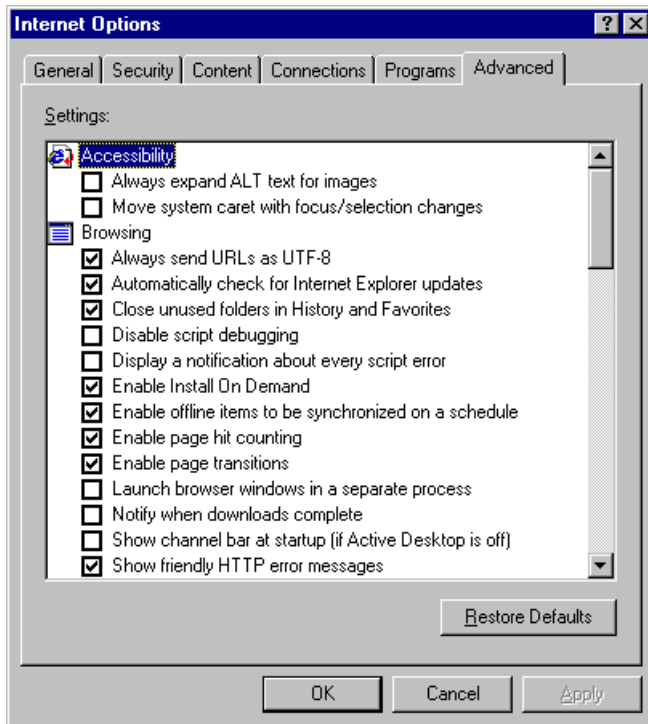 Internet Options
General Security Content Connections Programs Advanced
Settings:
Accessibility
Always expand ALT text for images
Move system caret with focus/selection changes
Browsing
Always send URLs as UTF-8
Automatically check for Internet Explorer updates
Close unused folders in History and Favorites
Disable script debugging
Display a notification about every script error
Enable Install On Demand
Enable offline items to be synchronized on a schedule
Enable page hit counting
Enable page transitions
Launch browser windows in a separate process
Notify when downloads complete
Show channel bar at startup (if Active Desktop is off)
Show friendly HTTP error messages
Restore Defaults
OK Cancel Apply